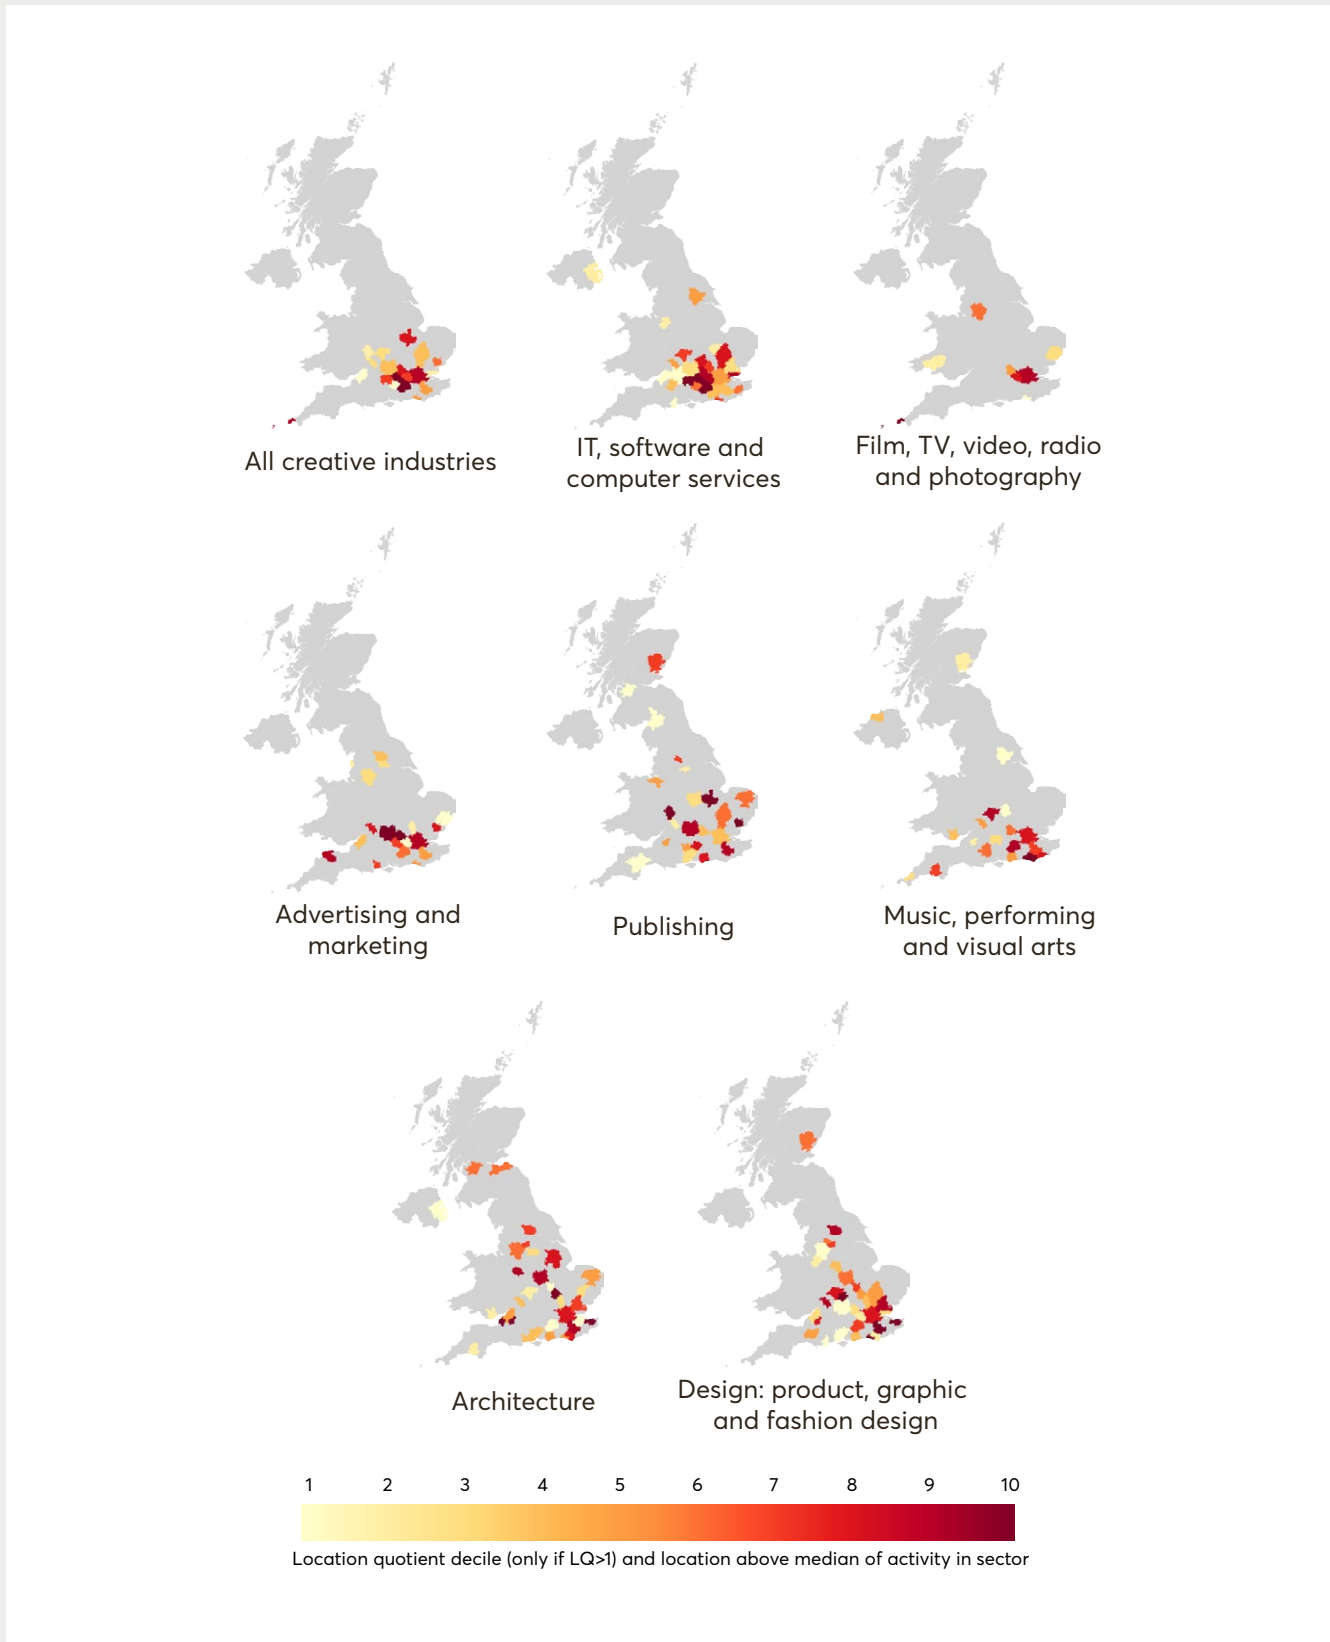 All creative industries
IT, software and
computer services
Film, TV, video, radio
and photography
Advertising and
marketing
Publishing
Music, performing
and visual arts
Architecture
Design: product, graphic
and fashion design
1 2 3 4 5 6 7 8 9 10
Location quotient decile (only if LQ>1) and location above median of activity in sector